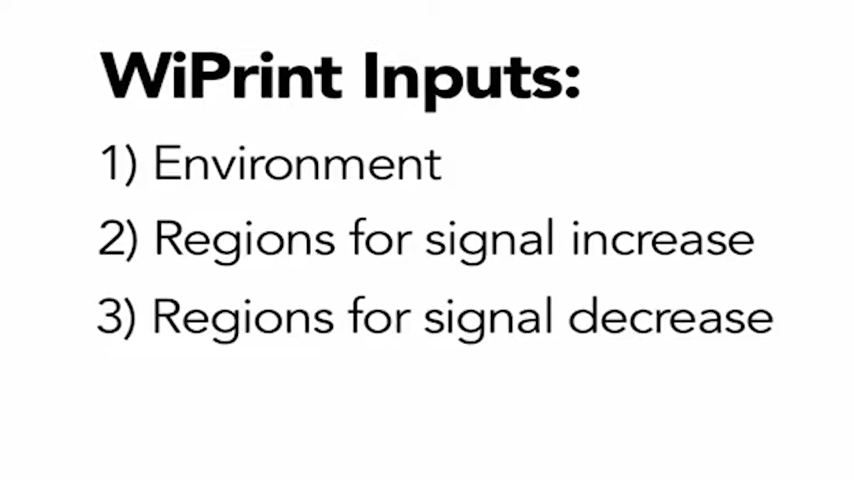 WiPrint Inputs:
1) Environment
2) Regions for signal increase
3) Regions for signal decrease